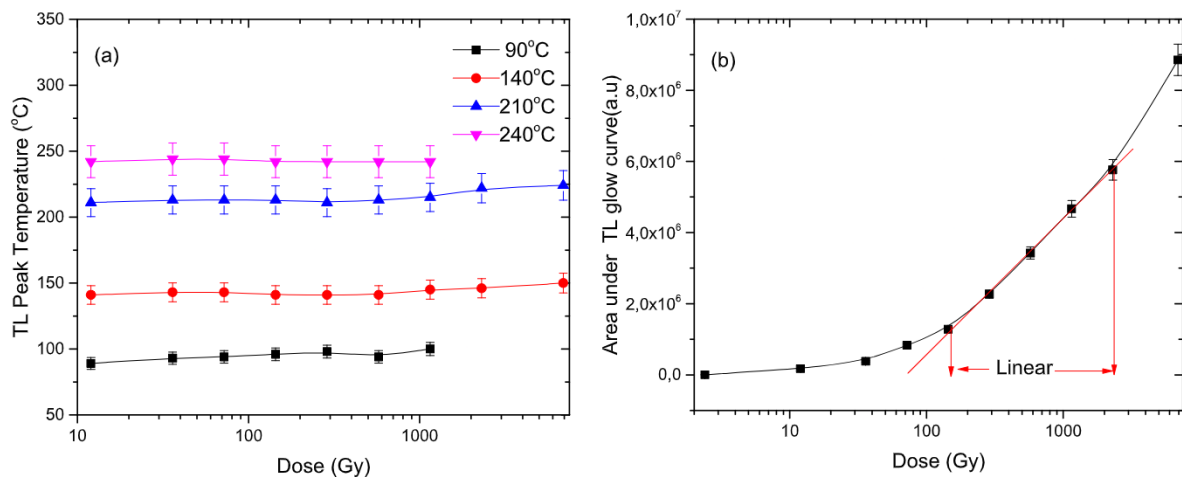 (a)
90°C
140°C
210°C
240°C
TL Peak Temperature (°C)
350
300
250
200
150
100
50
10
100
1000
Dose (Gy)
(b)
Area under TL glow curve(a.u)
1,0x10⁷
8,0x10⁶
6,0x10⁶
4,0x10⁶
2,0x10⁶
0,0
Linear
10
100
1000
Dose (Gy)